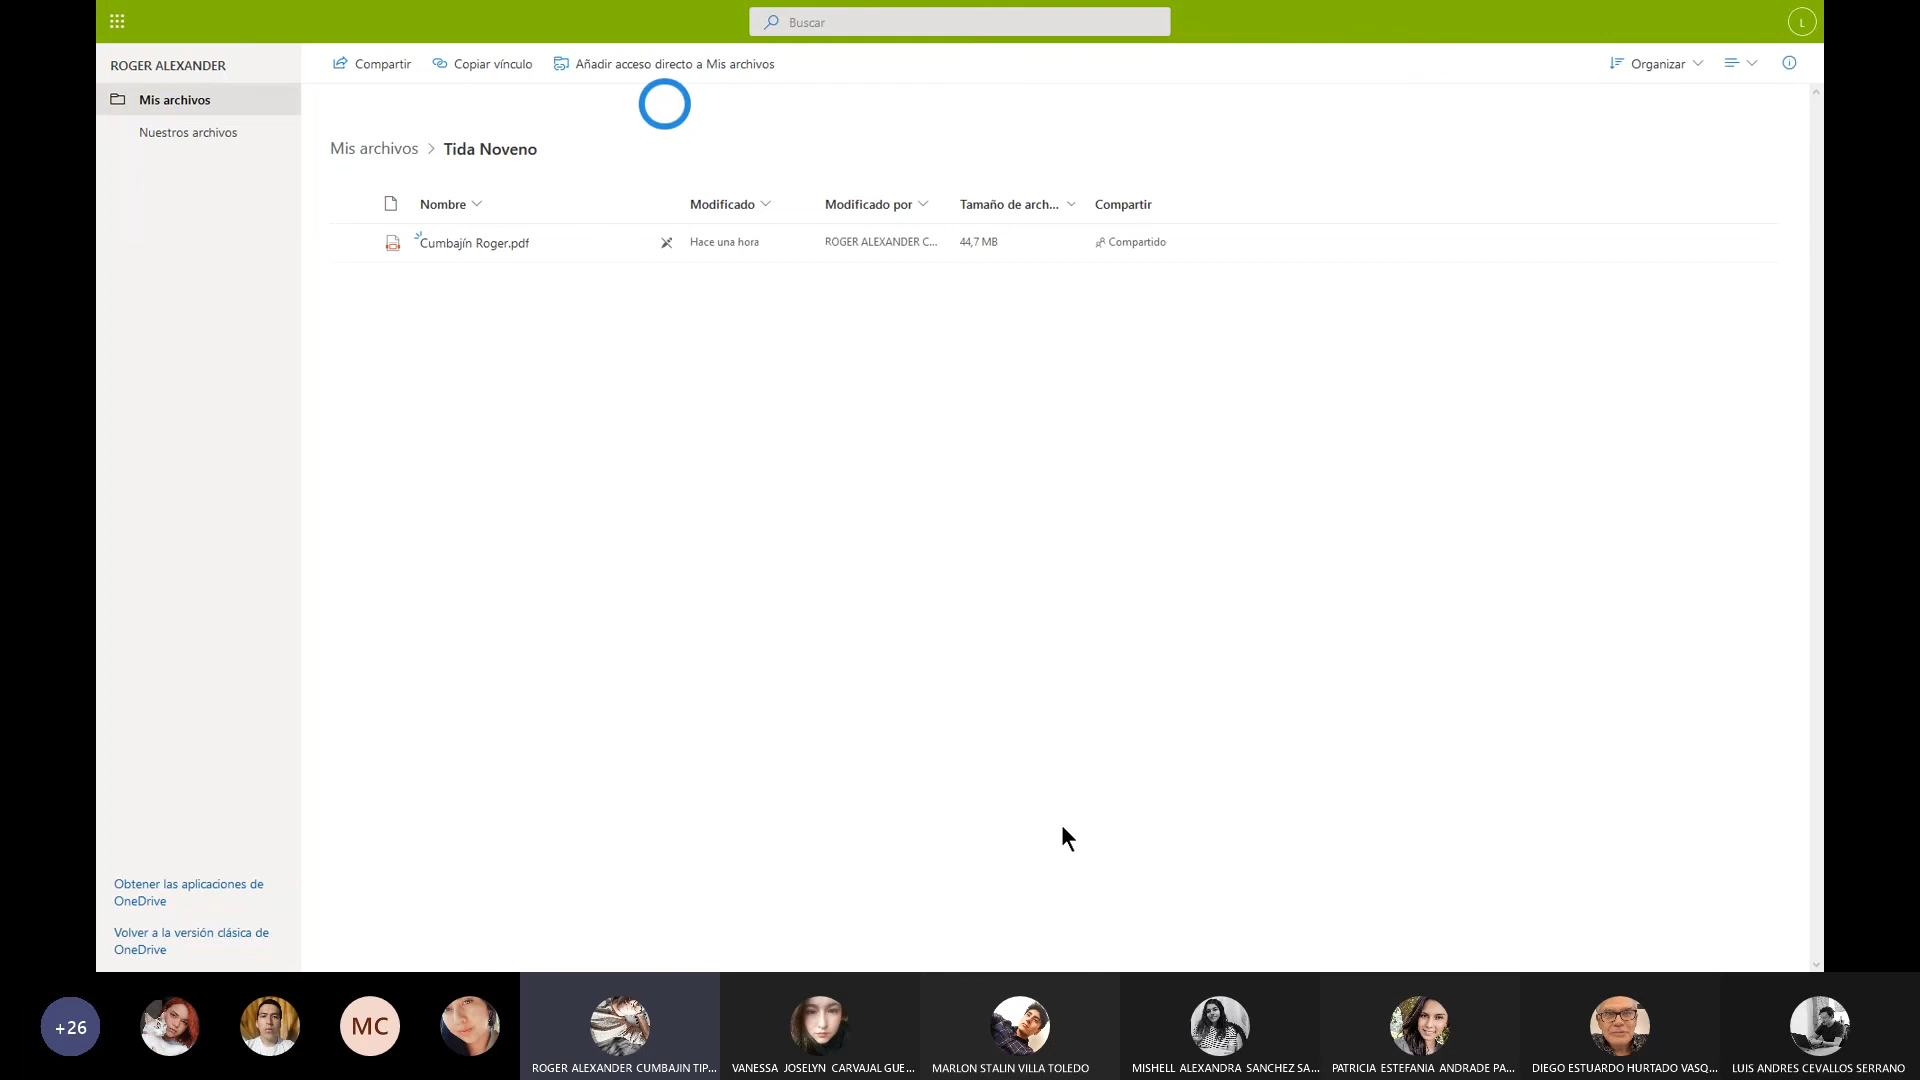 Buscar
L
ROGER ALEXANDER
Compartir
Copiar vínculo
Añadir acceso directo a Mis archivos
Organizar
Mis archivos
Nuestros archivos
Mis archivos > Tida Noveno
Nombre
Modificado
Modificado por
Tamaño de arch...
Compartir
Cumbajín Roger.pdf
Hace una hora
ROGER ALEXANDER C...
44,7 MB
Compartido
Obtener las aplicaciones de
OneDrive
Volver a la versión clásica de
OneDrive
+26
MC
ROGER ALEXANDER CUMBAJIN TIP...
VANESSA JOSELYN CARVAJAL GUE...
MARLON STALIN VILLA TOLEDO
MISHELL ALEXANDRA SANCHEZ SA...
PATRICIA ESTEFANIA ANDRADE PA...
DIEGO ESTUARDO HURTADO VASQ...
LUIS ANDRES CEVALLOS SERRANO